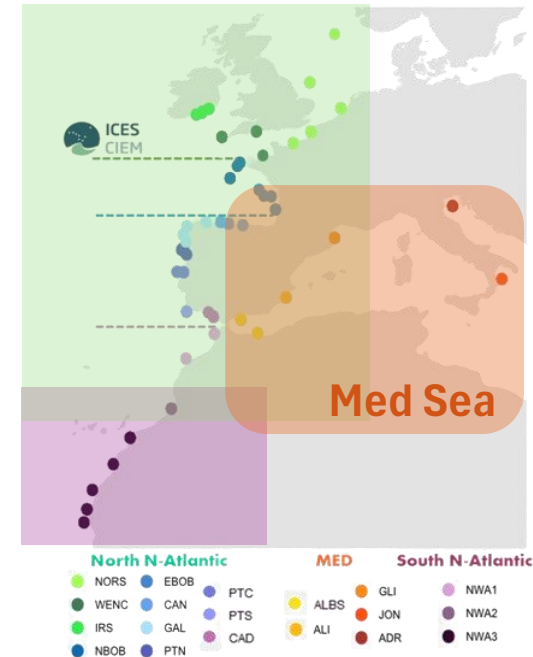 ICES
CIEM
Med Sea
North N-Atlantic
MED
South N-Atlantic
NORS
EBOB
PTC
ALBS
GLI
NWA1
WENC
CAN
PTS
ALI
JON
NWA2
IRS
GAL
CAD
ADR
NWA3
NBOB
PTN